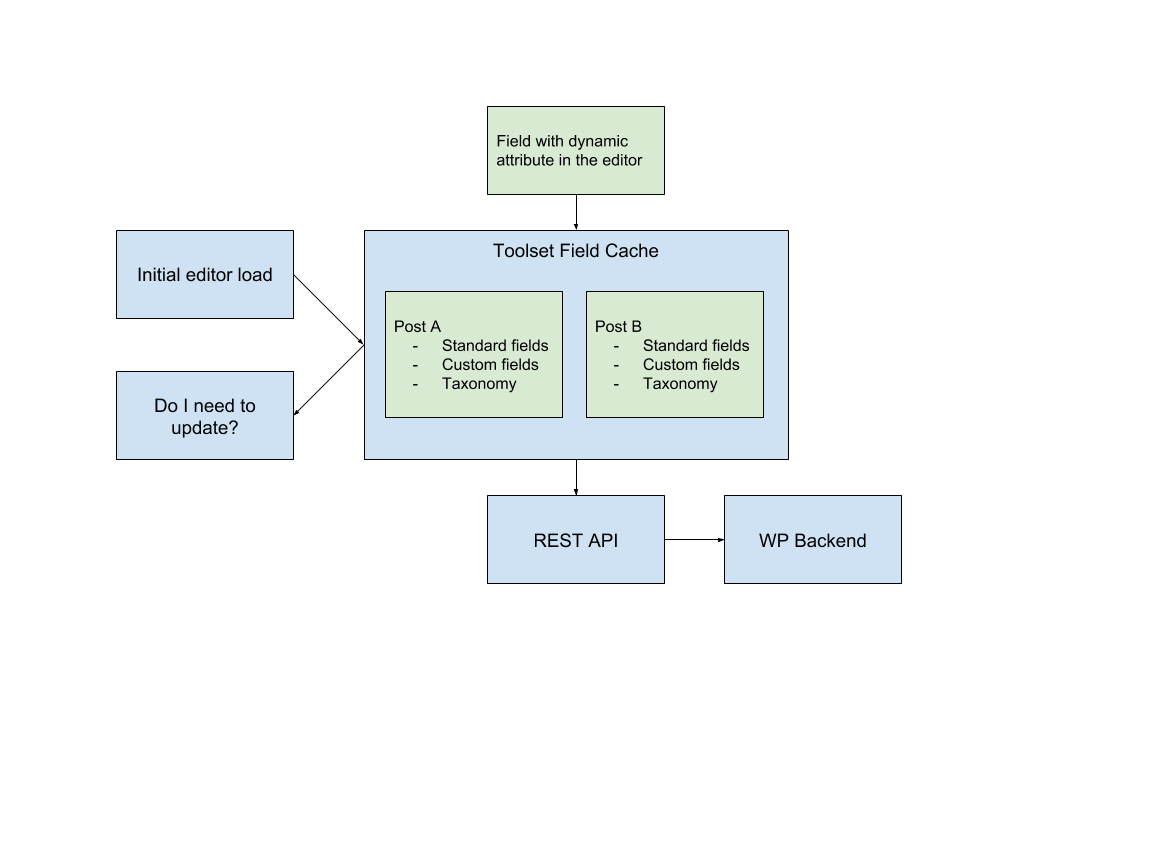 Field with dynamic
attribute in the editor
Toolset Field Cache
Initial editor load
Post A
- Standard fields
- Custom fields
- Taxonomy
Post B
- Standard fields
- Custom fields
- Taxonomy
Do I need to
update?
REST API
WP Backend